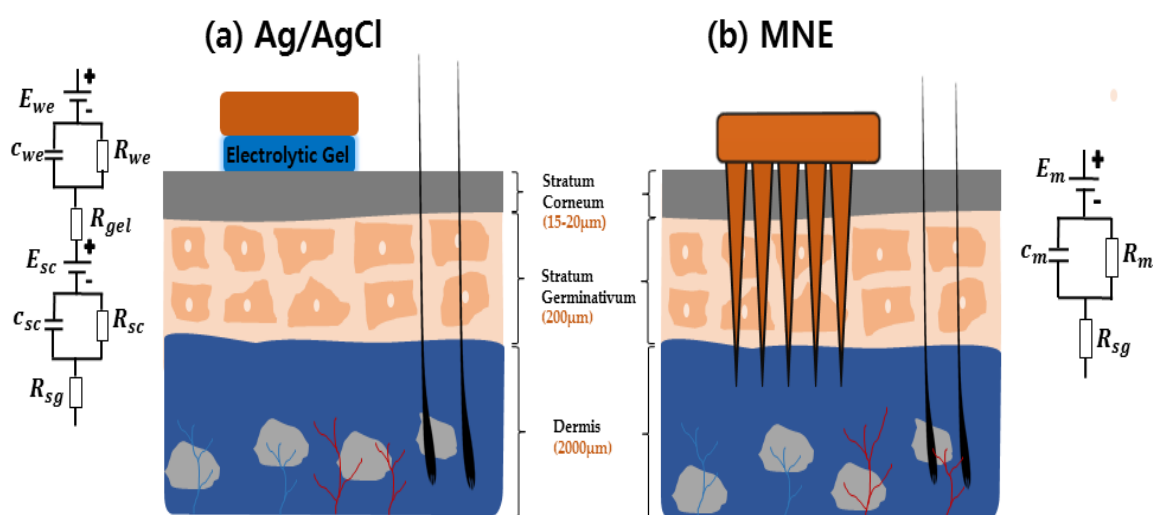 (a) Ag/AgCl
(b) MNE
+
E_we
-
c_we
R_we
R_gel
+
E_sc
-
c_sc
R_sc
R_sg
Electrolytic Gel
Stratum
Corneum
(15-20μm)
Stratum
Germinativum
(200μm)
Dermis
(2000μm)
+
E_m
-
c_m
R_m
R_sg